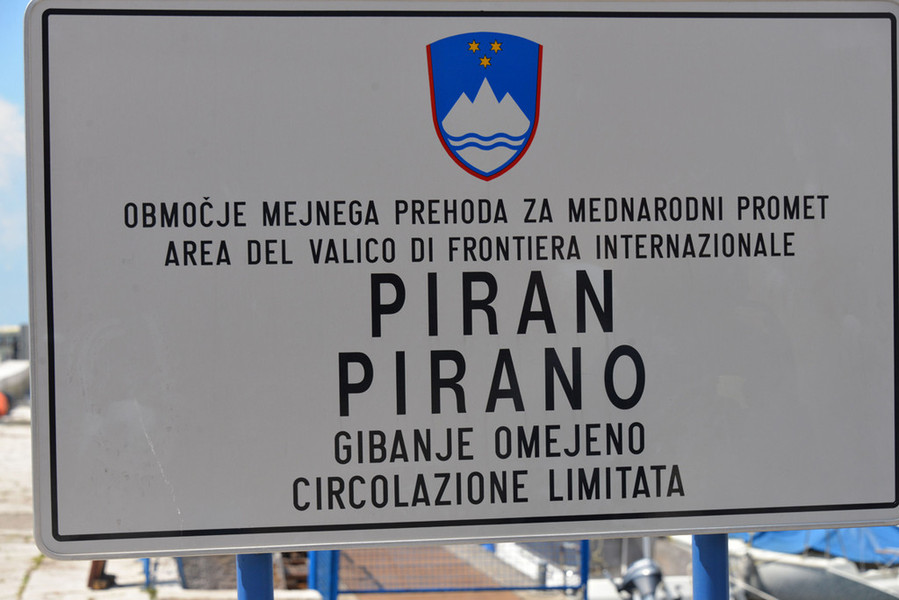 OBMOČJE MEJNEGA PREHODA ZA MEDNARODNI PROMET
AREA DEL VALICO DI FRONTIERA INTERNAZIONALE
PIRAN
PIRANO
GIBANJE OMEJENO
CIRCOLAZIONE LIMITATA